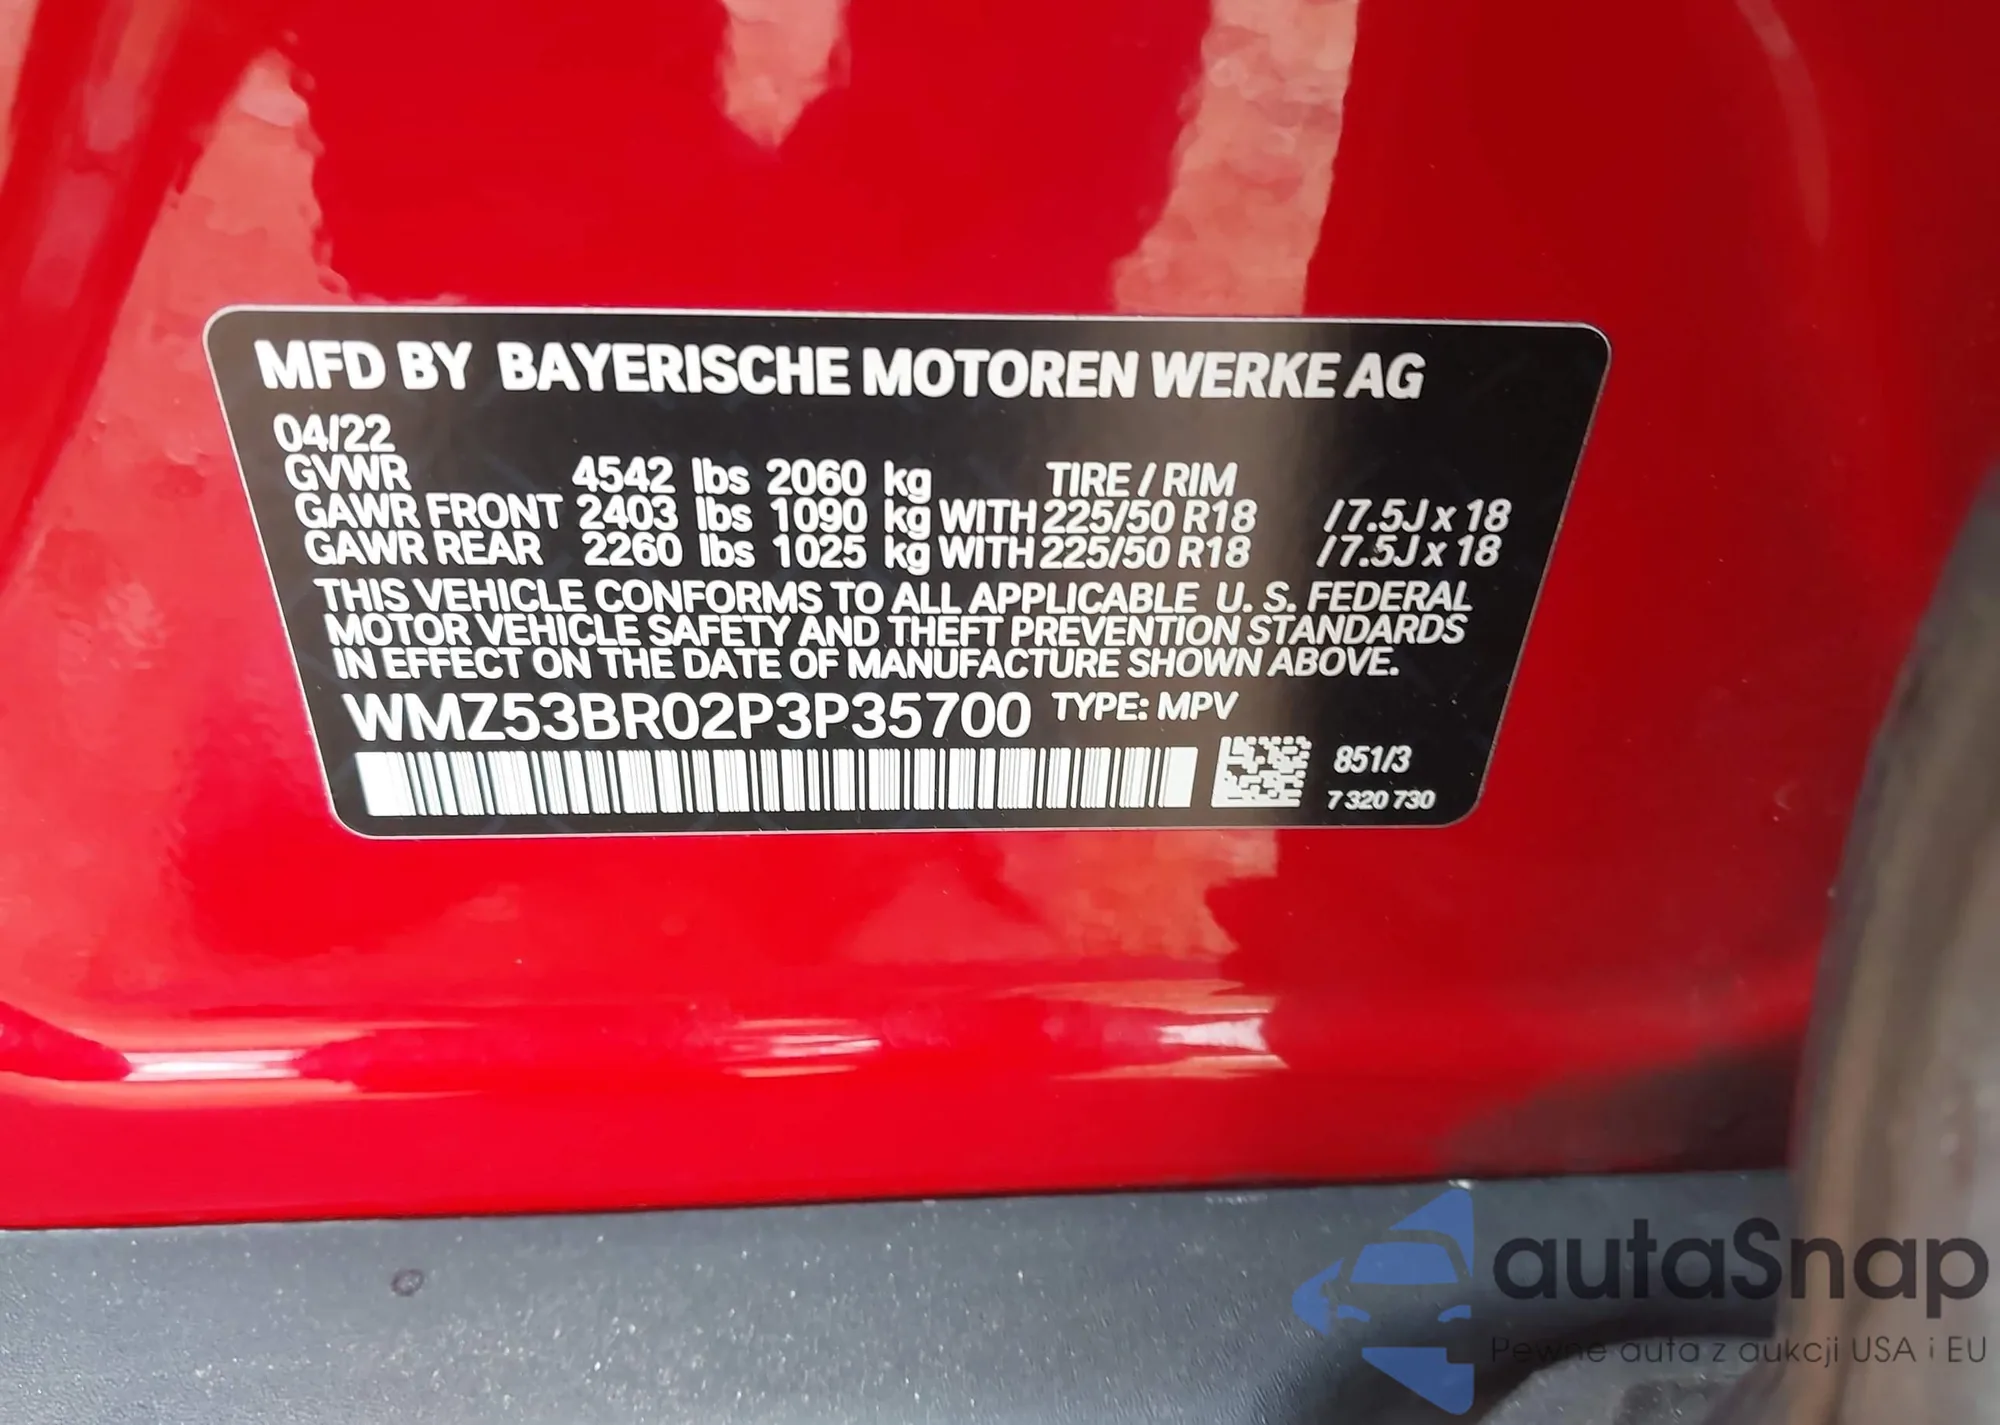 MFD BY BAYERISCHE MOTOREN WERKE AG
04/22
GVWR 4542 lbs 2060 kg TIRE / RIM
GAWR FRONT 2403 lbs 1090 kg WITH 225/50 R18 / 7.5J x 18
GAWR REAR 2260 lbs 1025 kg WITH 225/50 R18 / 7.5J x 18
THIS VEHICLE CONFORMS TO ALL APPLICABLE U. S. FEDERAL
MOTOR VEHICLE SAFETY AND THEFT PREVENTION STANDARDS
IN EFFECT ON THE DATE OF MANUFACTURE SHOWN ABOVE.
WMZ53BR02P3P35700 TYPE: MPV
851/3
7 320 730
autaSnap
Pewne auta z aukcji USA i EU